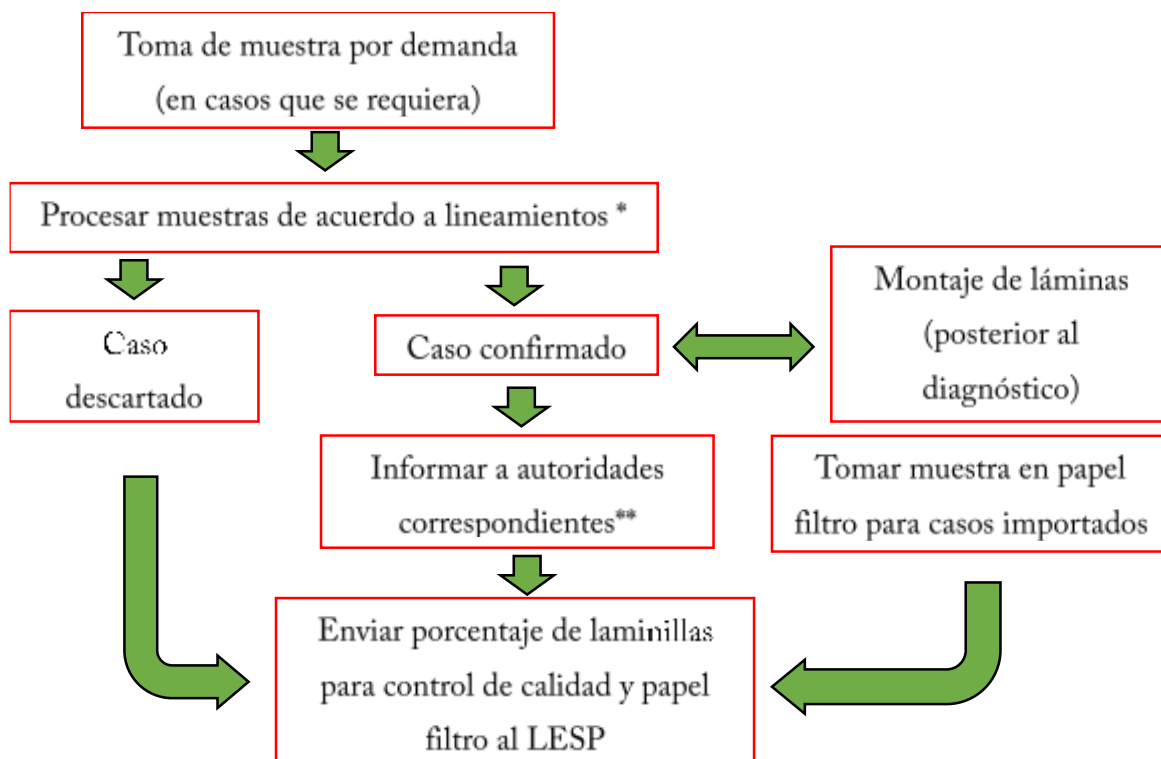 Toma de muestra por demanda
(en casos que se requiera)
Procesar muestras de acuerdo a lineamientos *
Caso
descartado
Caso confirmado
Montaje de láminas
(posterior al
diagnóstico)
Informar a autoridades
correspondientes**
Tomar muestra en papel
filtro para casos importados
Enviar porcentaje de laminillas
para control de calidad y papel
filtro al LESP